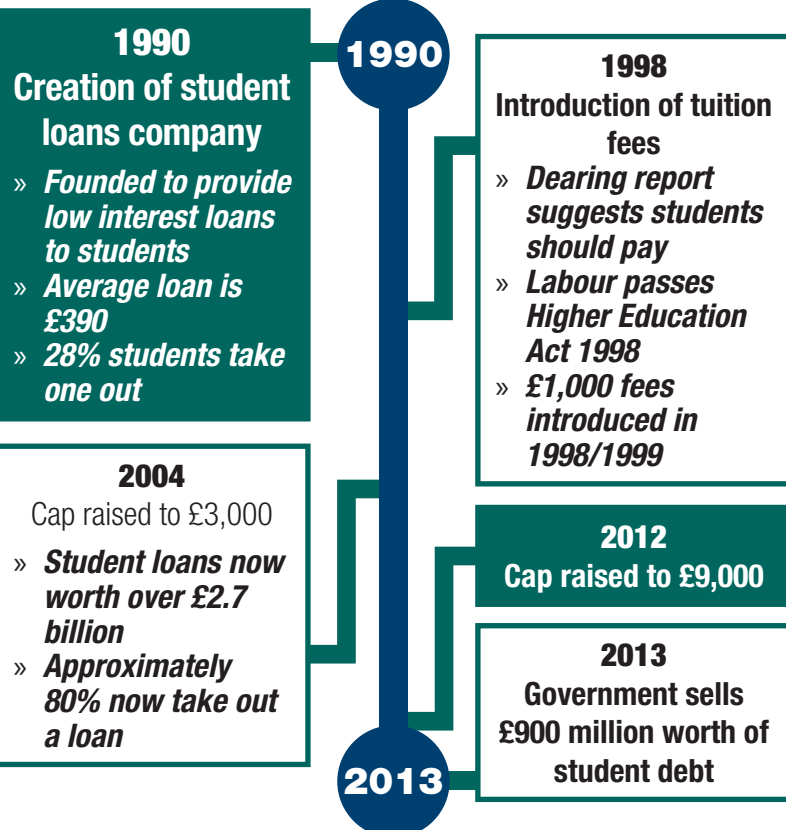 1990
Creation of student
loans company
» Founded to provide
low interest loans
to students
» Average loan is
£390
» 28% students take
one out
1990
1998
Introduction of tuition
fees
» Dearing report
suggests students
should pay
» Labour passes
Higher Education
Act 1998
» £1,000 fees
introduced in
1998/1999
2004
Cap raised to £3,000
» Student loans now
worth over £2.7
billion
» Approximately
80% now take out
a loan
2012
Cap raised to £9,000
2013
Government sells
£900 million worth of
student debt
2013